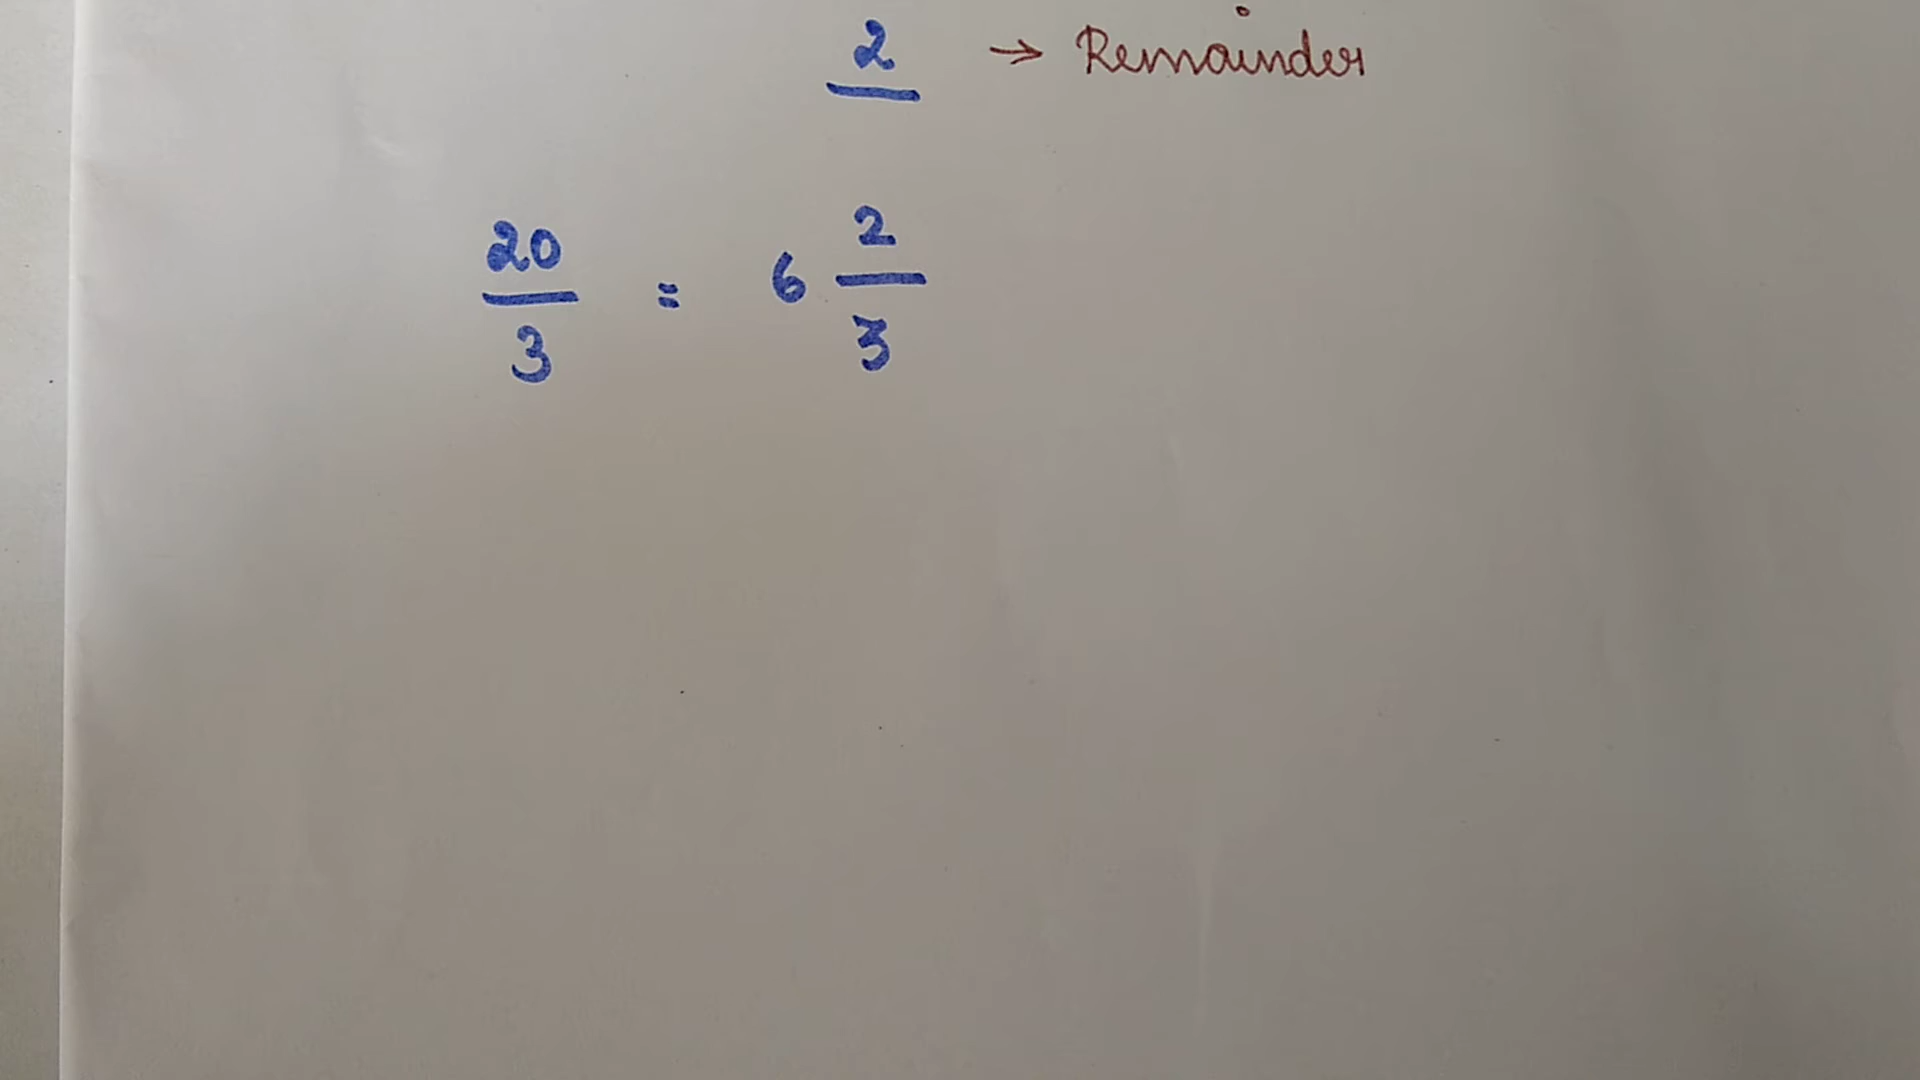 2 → Remainder
20/3 = 6 2/3